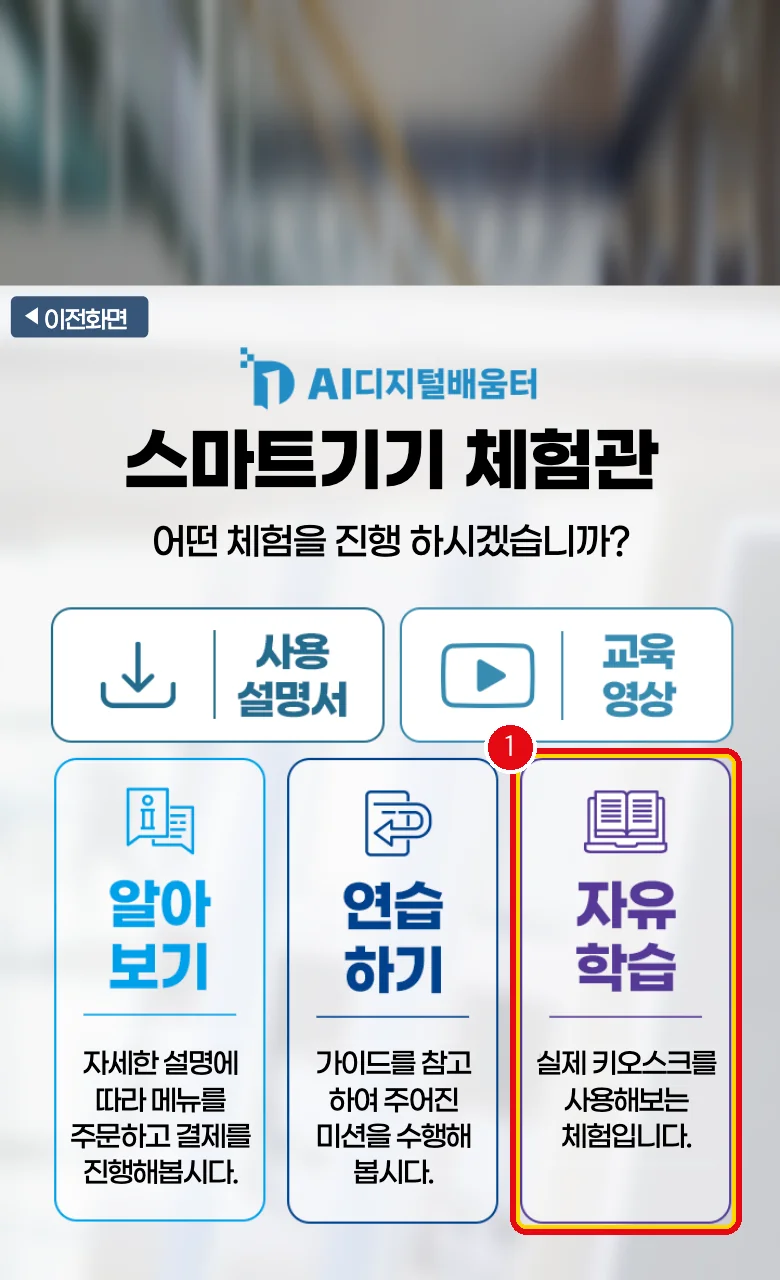 ◀ 이전화면
AI디지털배움터
스마트기기 체험관
어떤 체험을 진행 하시겠습니까?
사용
설명서
교육
영상
알아
보기
자세한 설명에
따라 메뉴를
주문하고 결제를
진행해봅시다.
연습
하기
가이드를 참고
하여 주어진
미션을 수행해
봅시다.
1
자유
학습
실제 키오스크를
사용해보는
체험입니다.